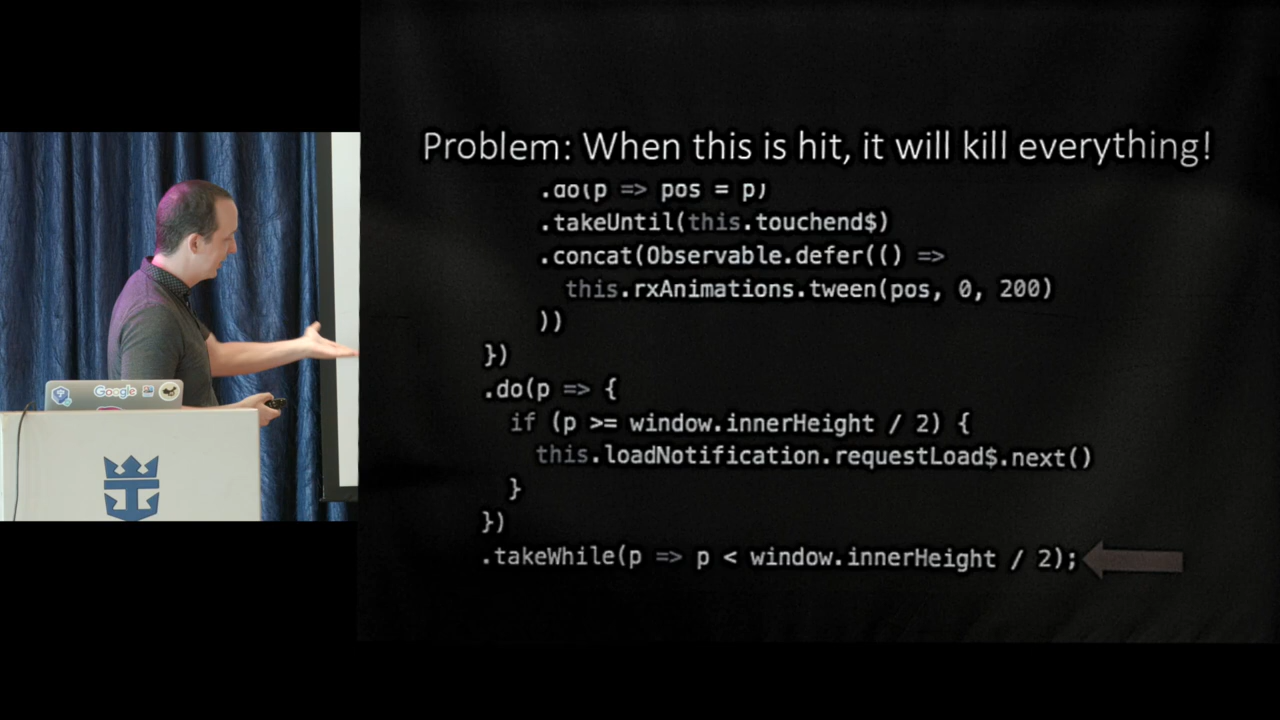 Problem: When this is hit, it will kill everything!
.do(p => pos = p)
.takeUntil(this.touchend$)
.concat(Observable.defer(() =>
this.rxAnimations.tween(pos, 0, 200)
))
})
.do(p => {
if (p >= window.innerHeight / 2) {
this.loadNotification.requestLoad$.next()
}
})
.takeWhile(p => p < window.innerHeight / 2);
Google